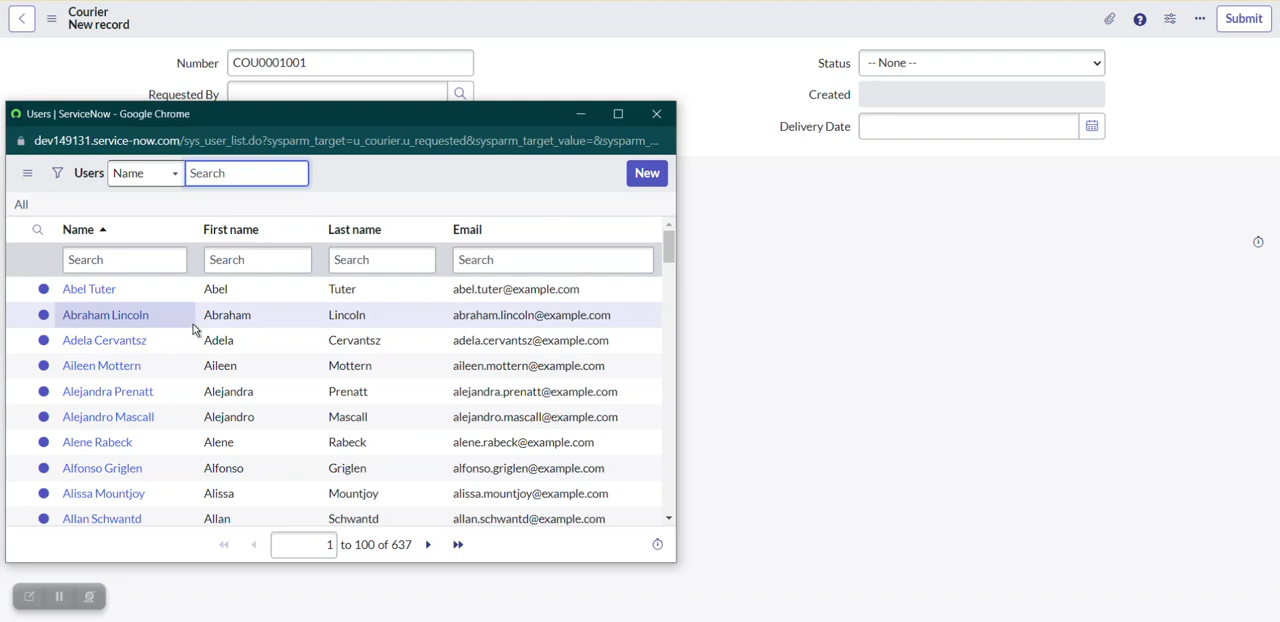 Courier
New record
Submit
Number COU0001001
Status -- None --
Requested By
Created
Delivery Date
Users | ServiceNow - Google Chrome
dev149131.service-now.com/sys_user_list.do?sysparm_target=u_courier.u_requested&sysparm_target_value=&sysparm_...
Users Name Search New
All
Name First name Last name Email
Search Search Search Search
Abel Tuter Abel Tuter abel.tuter@example.com
Abraham Lincoln Abraham Lincoln abraham.lincoln@example.com
Adela Cervantsz Adela Cervantsz adela.cervantsz@example.com
Aileen Mottern Aileen Mottern aileen.mottern@example.com
Alejandra Prenatt Alejandra Prenatt alejandra.prenatt@example.com
Alejandro Mascall Alejandro Mascall alejandro.mascall@example.com
Alene Rabeck Alene Rabeck alene.rabeck@example.com
Alfonso Griglen Alfonso Griglen alfonso.griglen@example.com
Alissa Mountjoy Alissa Mountjoy alissa.mountjoy@example.com
Allan Schwantd Allan Schwantd allan.schwantd@example.com
1 to 100 of 637